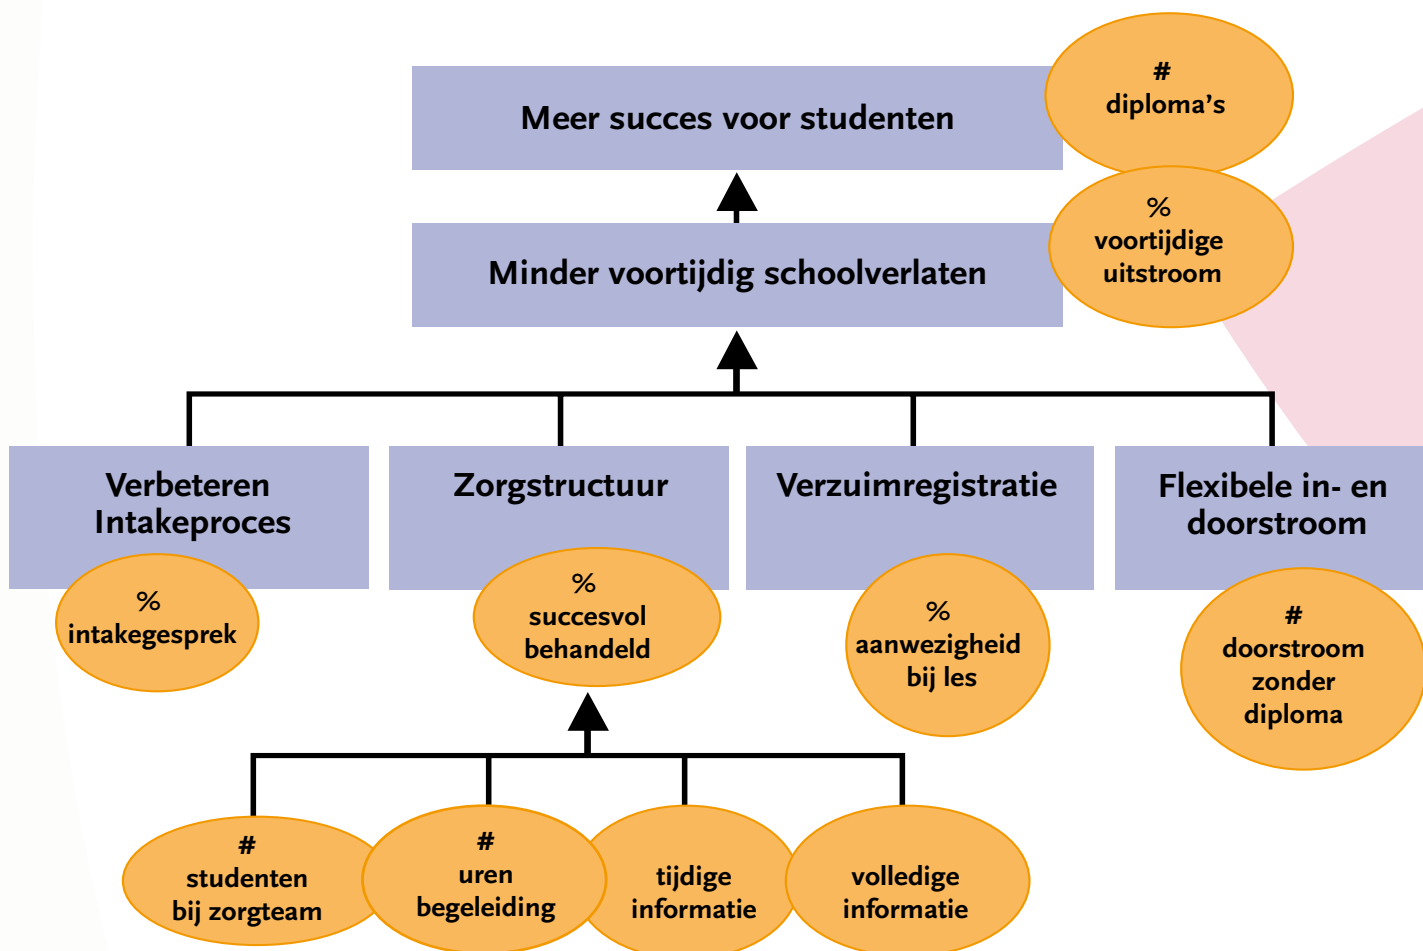 Meer succes voor studenten
#
diploma's
Minder voortijdig schoolverlaten
%
voortijdige
uitstroom
Verbeteren
Intakeproces
%
intakegesprek
Zorgstructuur
%
succesvol
behandeld
Verzuimregistratie
%
aanwezigheid
bij les
Flexibele in- en
doorstroom
#
doorstroom
zonder
diploma
#
studenten
bij zorgteam
#
uren
begeleiding
tijdige
informatie
volledige
informatie